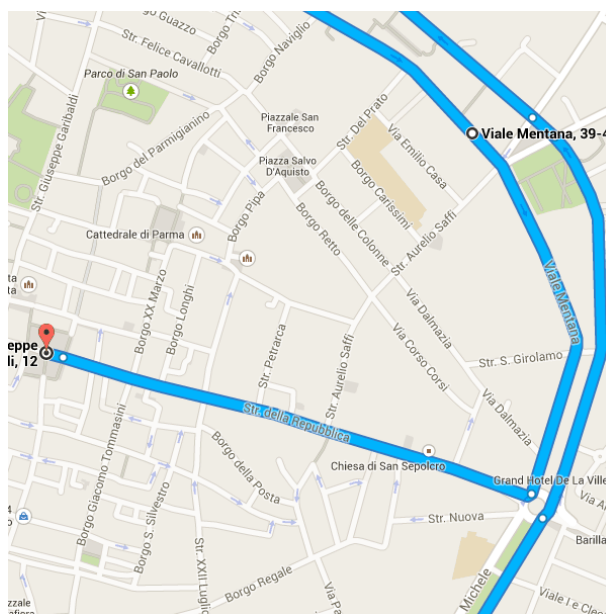 Borgo Guazzo
Borgo Naviglio
Str. Felice Cavallotti
Parco di San Paolo
Piazzale San
Francesco
Str. Del Prato
Viale Mentana, 39-4
Str. Giuseppe Garibaldi
Borgo del Parmigianino
Via Emilio Casa
Piazza Salvo
D'Aquisto
Borgo Carissimi
Borgo Pipa
Borgo delle Colonne
Borgo Retto
Str. Aurelio Saffi
Cattedrale di Parma
Viale Mentana
Borgo XX Marzo
Borgo Longhi
Via Dalmazia
Via Corso Corsi
eppe
li, 12
Str. Petrarca
Str. Aurelio Saffi
Str. S. Girolamo
Via Dalmazia
Str. della Repubblica
Borgo Giacomo Tommasini
Borgo della Posta
Chiesa di San Sepolcro
Grand Hotel De La Ville
Borgo S. Silvestro
Str. XXII Luglio
Str. Nuova
Barilla
Borgo Regale
Michele
Viale I